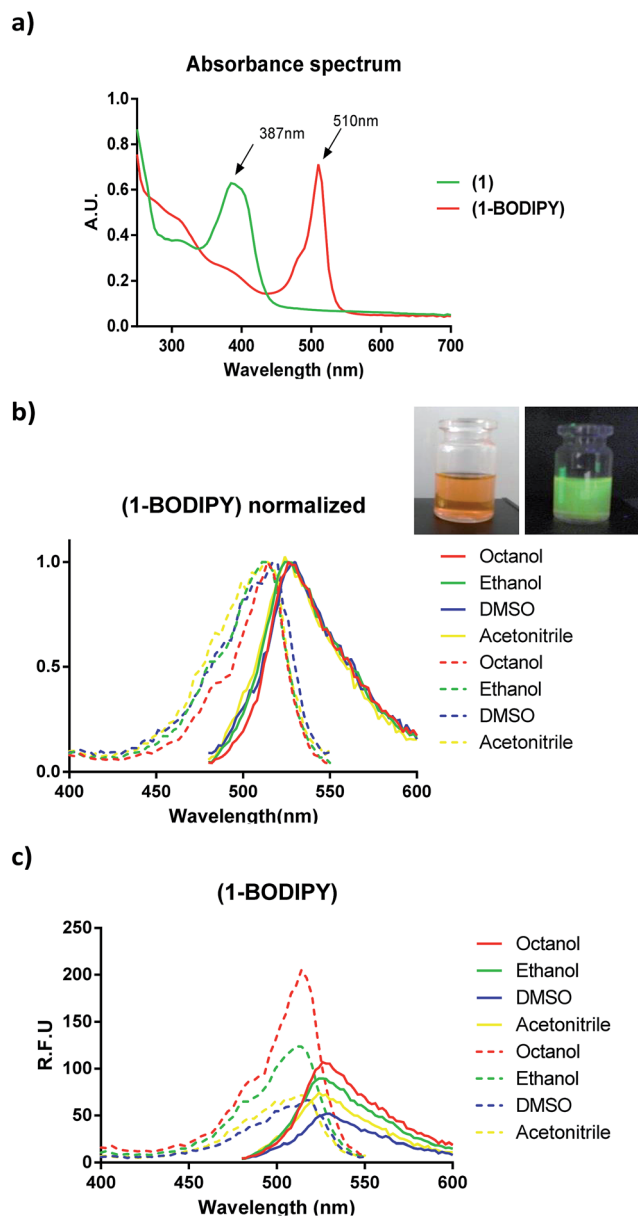 a)
Absorbance spectrum
1.0
0.8
0.6
0.4
0.2
0.0
A.U.
387nm
510nm
(1)
(1-BODIPY)
300 400 500 600 700
Wavelength (nm)
b)
(1-BODIPY) normalized
1.0
0.5
0.0
Octanol
Ethanol
DMSO
Acetonitrile
Octanol
Ethanol
DMSO
Acetonitrile
400 450 500 550 600
Wavelength(nm)
c)
(1-BODIPY)
250
200
150
100
50
0
R.F.U
Octanol
Ethanol
DMSO
Acetonitrile
Octanol
Ethanol
DMSO
Acetonitrile
400 450 500 550 600
Wavelength (nm)